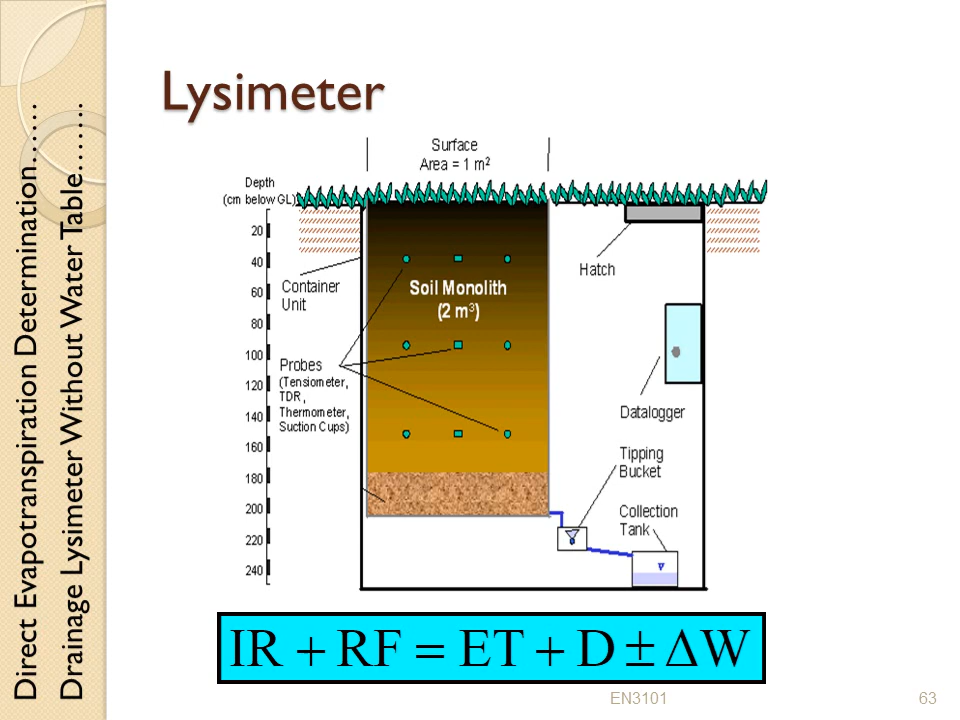 Direct Evapotranspiration Determination……
Drainage Lysimeter Without Water Table…….
Lysimeter
Surface
Area = 1 m²
Depth
(cm below GL)
20
40
60
80
100
120
140
160
180
200
220
240
Container
Unit
Soil Monolith
(2 m³)
Hatch
Probes
(Tensiometer,
TDR,
Thermometer,
Suction Cups)
Datalogger
Tipping
Bucket
Collection
Tank
IR + RF = ET + D ± ΔW
EN3101
63